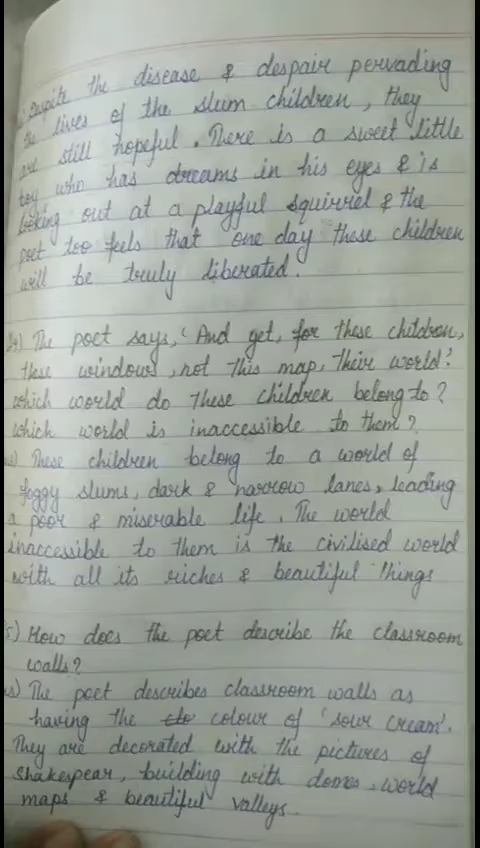 Despite the disease & despair pervading
the lives of the slum children, they
are still hopeful. There is a sweet little
boy who has dreams in his eyes & is
looking out at a playful squirrel & the
poet too feels that one day these children
will be truly liberated.
24) The poet says, 'And get, for these children,
these windows, not this map, their world'.
which world do these children belong to?
which world is inaccessible to them?
These children belong to a world of
foggy slums, dark & narrow lanes, leading
a poor & miserable life. The world
inaccessible to them is the civilised world
with all its riches & beautiful things
5) How does the poet describe the classroom
walls?
s) The poet describes classroom walls as
having the clo colour of 'sour cream'.
They are decorated with the pictures of
Shakespear, building with domes, world
maps & beautiful valleys.